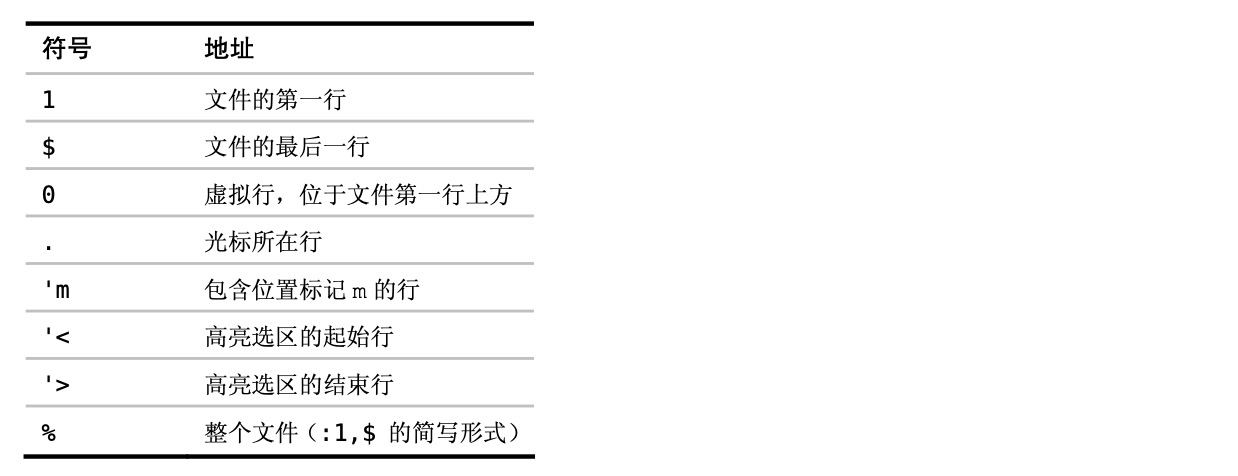 符号 地址
1 文件的第一行
$ 文件的最后一行
0 虚拟行，位于文件第一行上方
. 光标所在行
'm 包含位置标记 m 的行
'< 高亮选区的起始行
'> 高亮选区的结束行
% 整个文件（:1,$ 的简写形式）